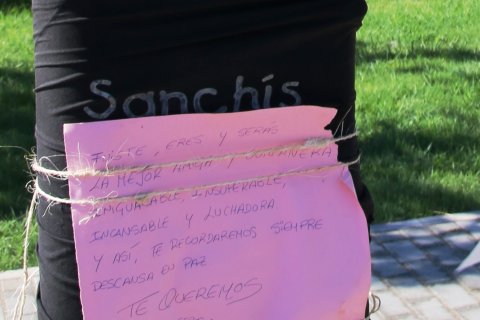 Sanchís
FUISTE, ERES Y SERÁS
LA MEJOR AMIGA Y COMPAÑERA
INIGUALABLE, INSUPERABLE,
INCANSABLE Y LUCHADORA.
Y ASÍ, TE RECORDAREMOS SIEMPRE
DESCANSA EN PAZ
TE QUEREMOS